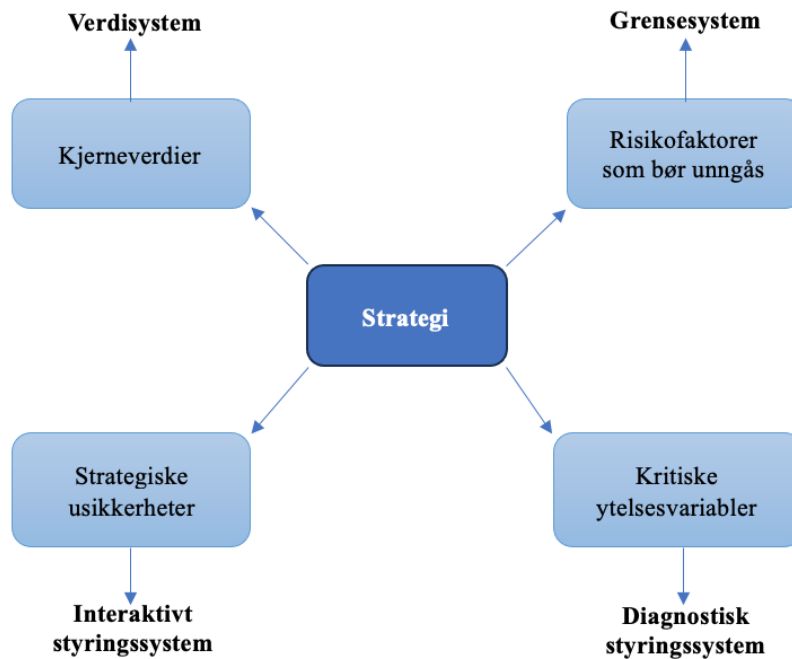 Verdisystem
Grensesystem
Kjerneverdier
Risikofaktorer
som bør unngås
Strategi
Strategiske
usikkerheter
Kritiske
ytelsesvariabler
Interaktivt
styringssystem
Diagnostisk
styringssystem